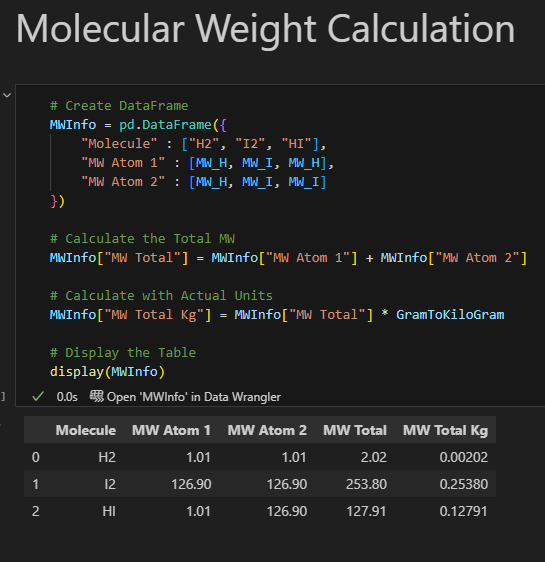 Molecular Weight Calculation
# Create DataFrame
MWInfo = pd.DataFrame({
"Molecule" : ["H2", "I2", "HI"],
"MW Atom 1" : [MW_H, MW_I, MW_H],
"MW Atom 2" : [MW_H, MW_I, MW_I]
})
# Calculate the Total MW
MWInfo["MW Total"] = MWInfo["MW Atom 1"] + MWInfo["MW Atom 2"]
# Calculate with Actual Units
MWInfo["MW Total Kg"] = MWInfo["MW Total"] * GramToKiloGram
# Display the Table
display(MWInfo)
] 0.0s Open 'MWInfo' in Data Wrangler
Molecule MW Atom 1 MW Atom 2 MW Total MW Total Kg
0 H2 1.01 1.01 2.02 0.00202
1 I2 126.90 126.90 253.80 0.25380
2 HI 1.01 126.90 127.91 0.12791